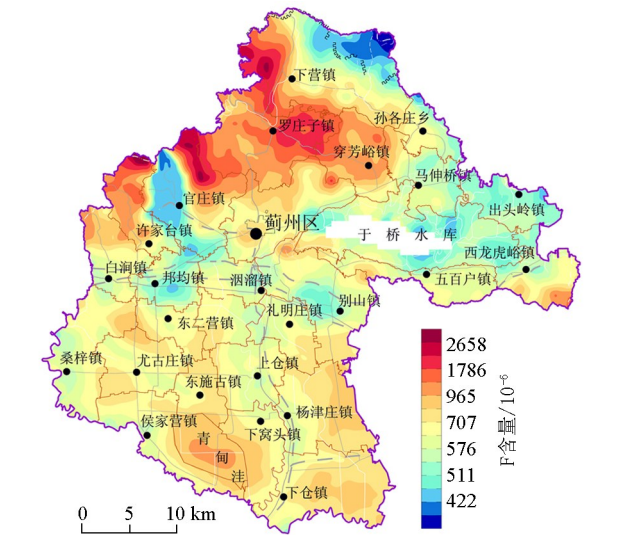 下营镇
孙各庄乡
罗庄子镇
穿芳峪镇
马伸桥镇
官庄镇
出头岭镇
蓟州区
许家台镇
于桥水库
西龙虎峪镇
白涧镇
邦均镇
洇溜镇
五百户镇
别山镇
礼明庄镇
东二营镇
桑梓镇
尤古庄镇
上仓镇
东施古镇
侯家营镇
杨津庄镇
下窝头镇
青甸洼
下仓镇
2658
1786
965
707
576
511
422
F含量/10⁻⁶
0 5 10 km